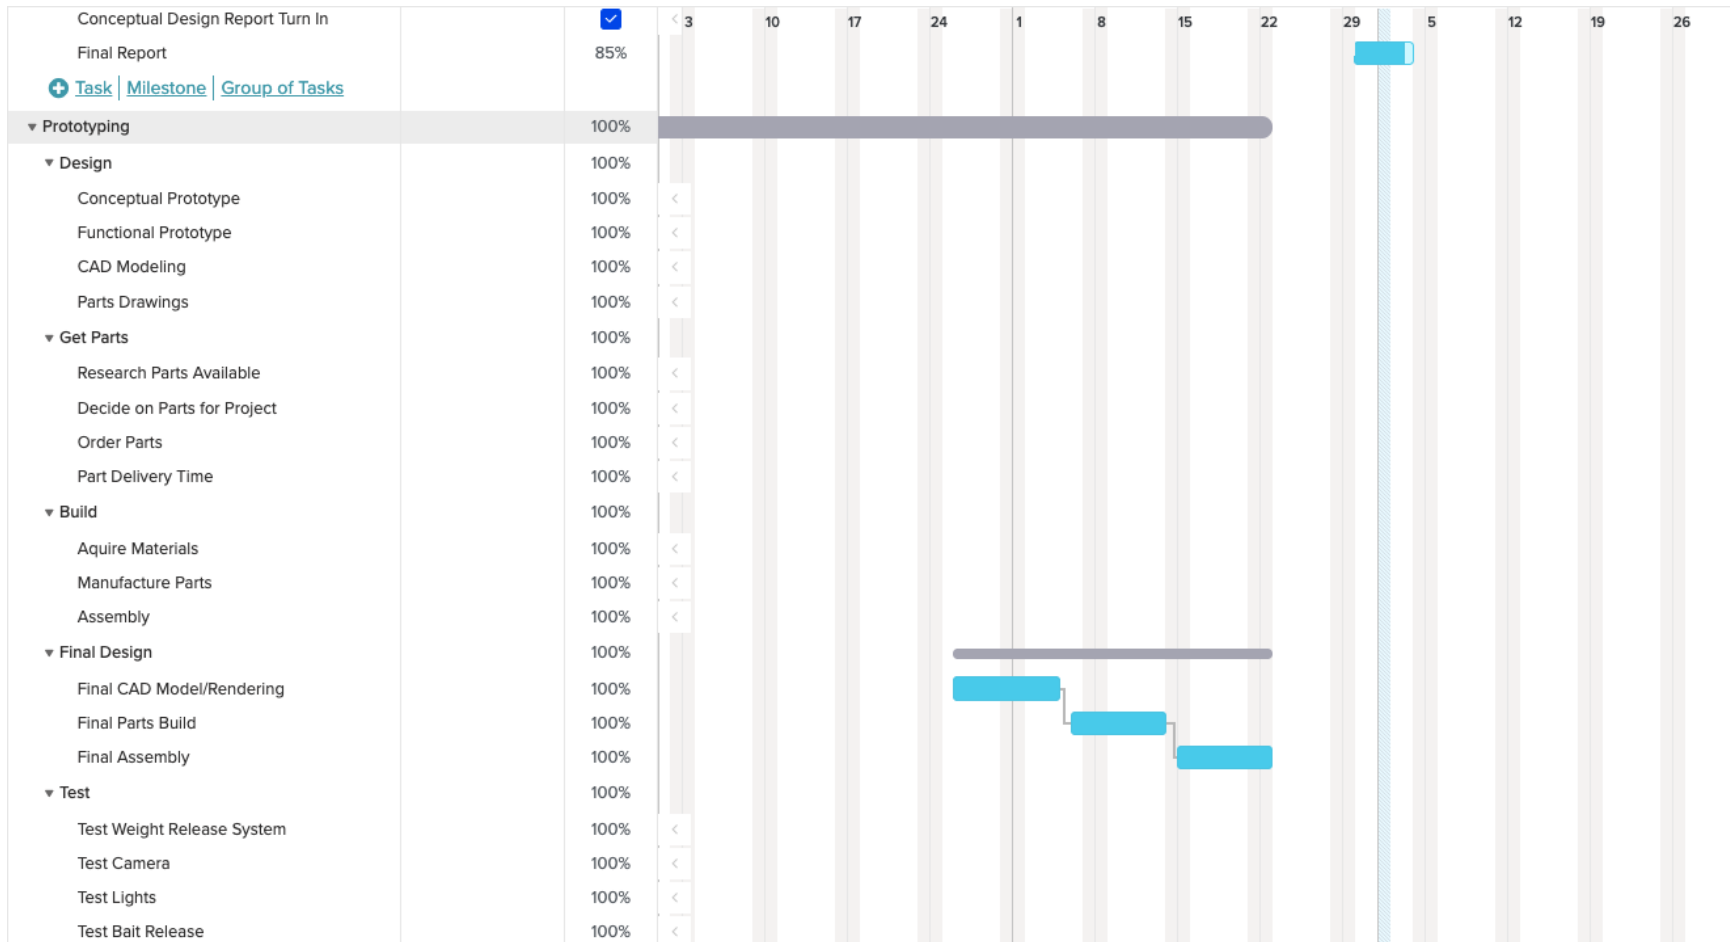 Conceptual Design Report Turn In
3 10 17 24 1 8 15 22 29 5 12 19 26
Final Report 85%
Task | Milestone | Group of Tasks
Prototyping 100%
Design 100%
Conceptual Prototype 100%
Functional Prototype 100%
CAD Modeling 100%
Parts Drawings 100%
Get Parts 100%
Research Parts Available 100%
Decide on Parts for Project 100%
Order Parts 100%
Part Delivery Time 100%
Build 100%
Aquire Materials 100%
Manufacture Parts 100%
Assembly 100%
Final Design 100%
Final CAD Model/Rendering 100%
Final Parts Build 100%
Final Assembly 100%
Test 100%
Test Weight Release System 100%
Test Camera 100%
Test Lights 100%
Test Bait Release 100%